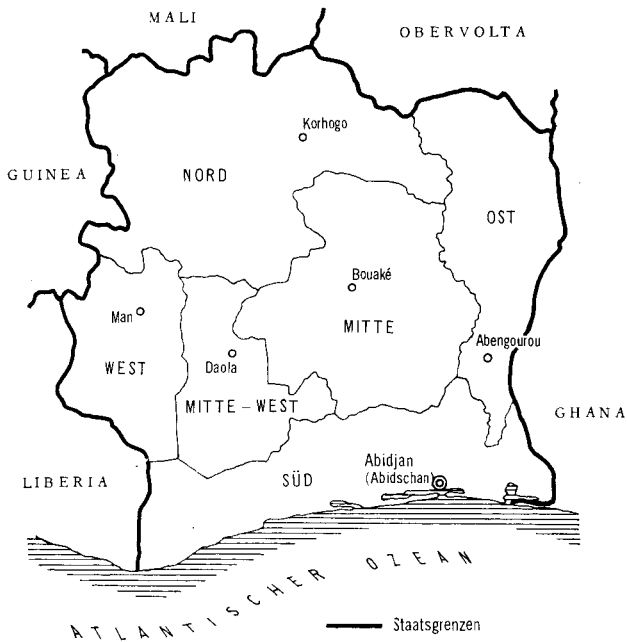 MALI
OBERVOLTA
Korhogo
GUINEA
NORD
OST
Bouaké
Man
MITTE
Abengourou
Daola
WEST
MITTE-WEST
GHANA
Abidjan
(Abidschan)
LIBERIA
SÜD
ATLANTISCHER OZEAN
Staatsgrenzen